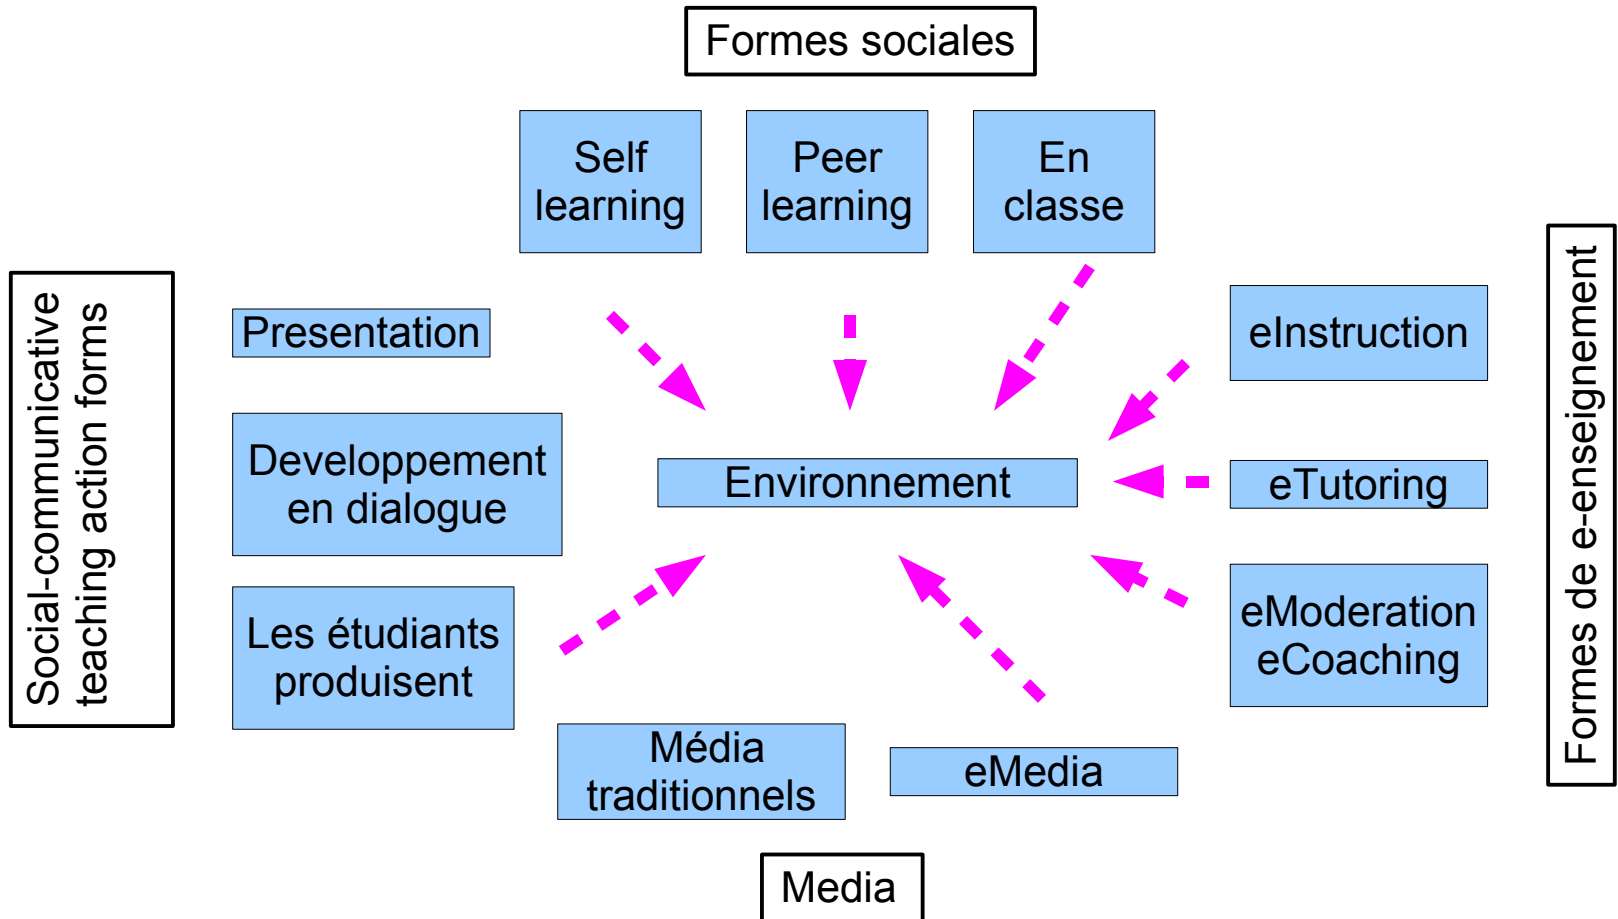 Formes sociales
Self
learning
Peer
learning
En
classe
Social-communicative
teaching action forms
Presentation
Developpement
en dialogue
Les étudiants
produisent
Environnement
eInstruction
eTutoring
eModeration
eCoaching
Formes de e-enseignement
Média
traditionnels
eMedia
Media